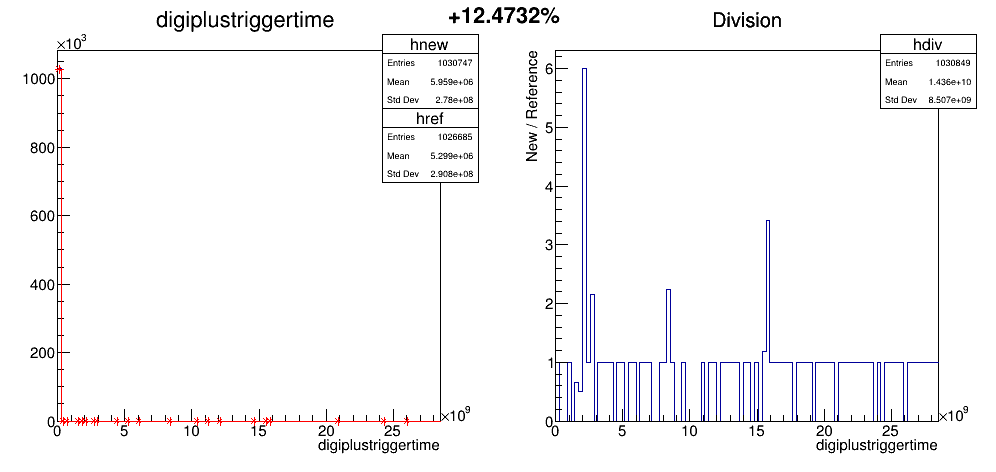 +12.4732%
digiplustriggertime
×10³
hnew
Entries 1030747
Mean 5.959e+06
Std Dev 2.78e+08
href
Entries 1026685
Mean 5.299e+06
Std Dev 2.908e+08
1000
800
600
400
200
0
0 5 10 15 20 25 ×10⁹
digiplustriggertime
Division
hdiv
Entries 1030849
Mean 1.436e+10
Std Dev 8.507e+09
New / Reference
6
5
4
3
2
1
0
0 5 10 15 20 25 ×10⁹
digiplustriggertime